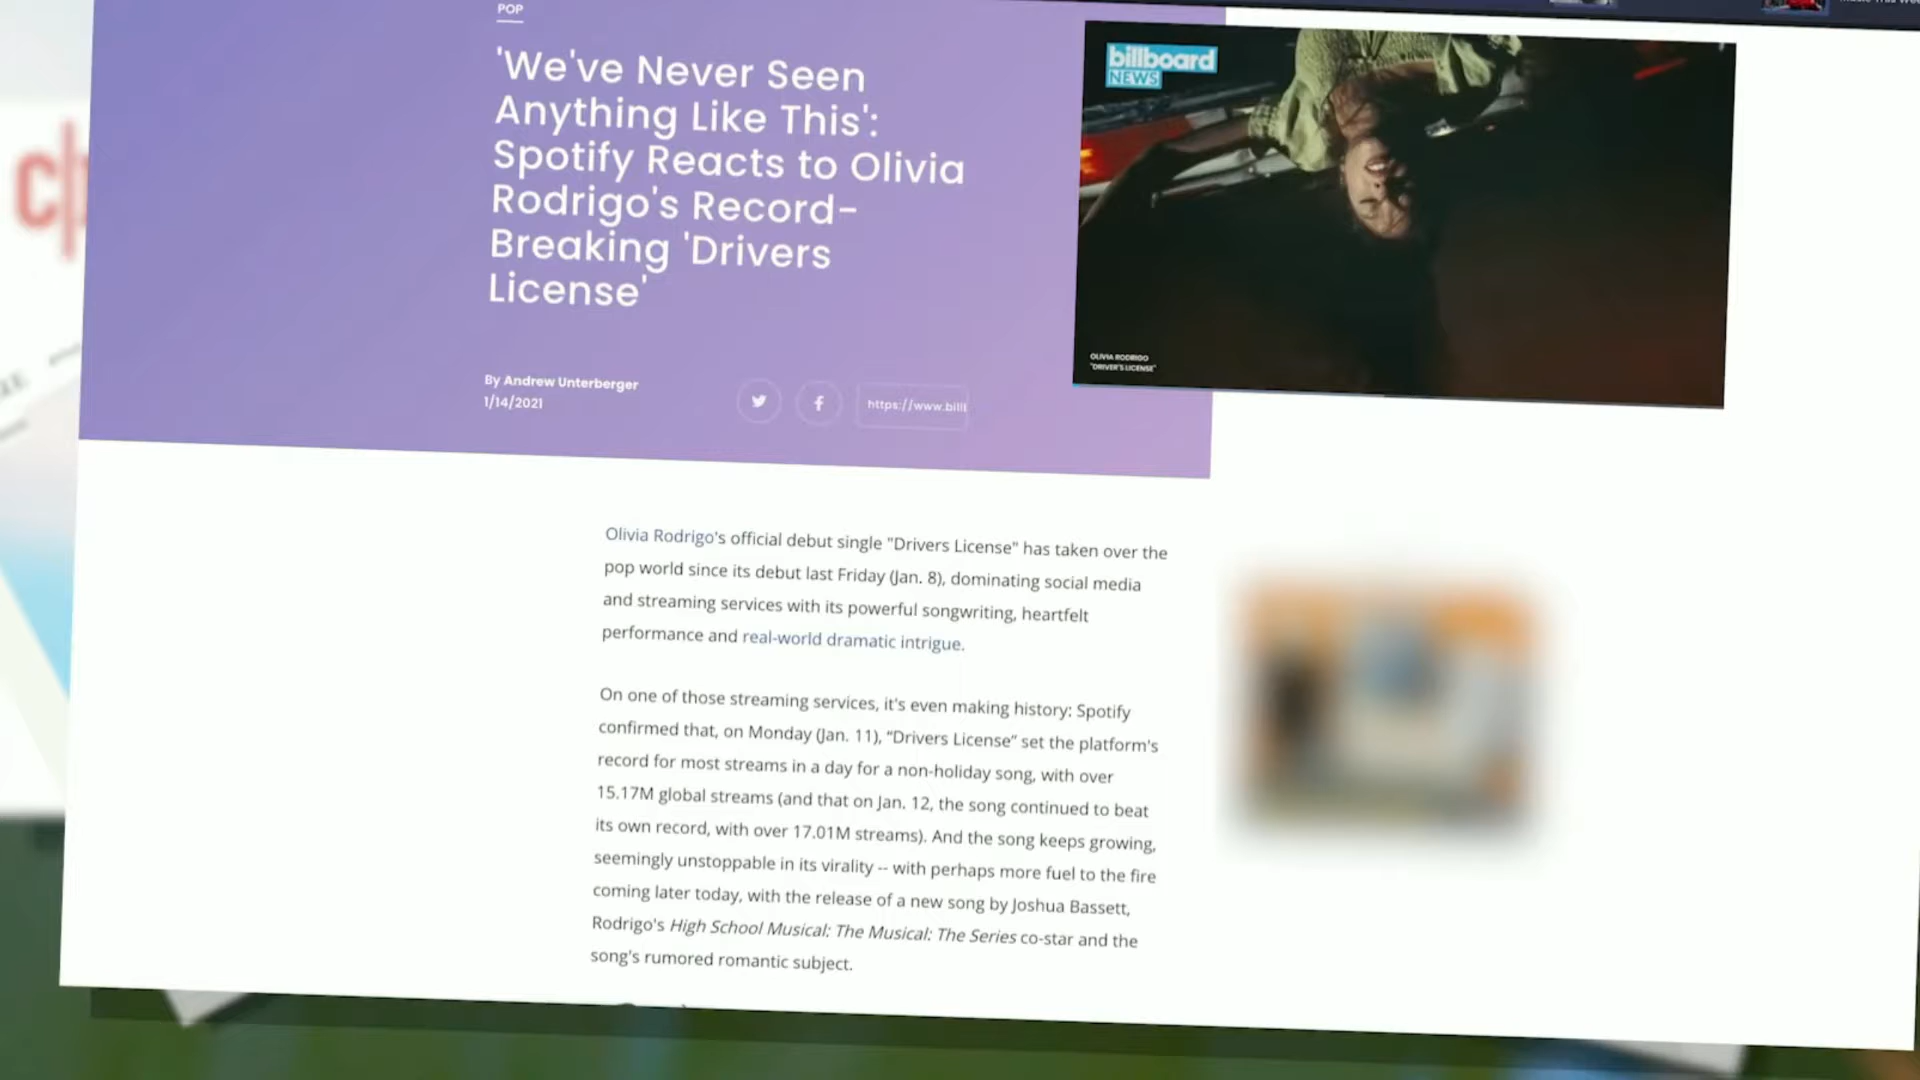 POP
'We've Never Seen
Anything Like This':
Spotify Reacts to Olivia
Rodrigo's Record-
Breaking 'Drivers
License'
By Andrew Unterberger
1/14/2021
https://www.bill
billboard
NEWS
OLIVIA RODRIGO
"DRIVER'S LICENSE"
Olivia Rodrigo's official debut single "Drivers License" has taken over the
pop world since its debut last Friday (Jan. 8), dominating social media
and streaming services with its powerful songwriting, heartfelt
performance and real-world dramatic intrigue.
On one of those streaming services, it's even making history: Spotify
confirmed that, on Monday (Jan. 11), “Drivers License” set the platform's
record for most streams in a day for a non-holiday song, with over
15.17M global streams (and that on Jan. 12, the song continued to beat
its own record, with over 17.01M streams). And the song keeps growing,
seemingly unstoppable in its virality -- with perhaps more fuel to the fire
coming later today, with the release of a new song by Joshua Bassett,
Rodrigo's High School Musical: The Musical: The Series co-star and the
song's rumored romantic subject.